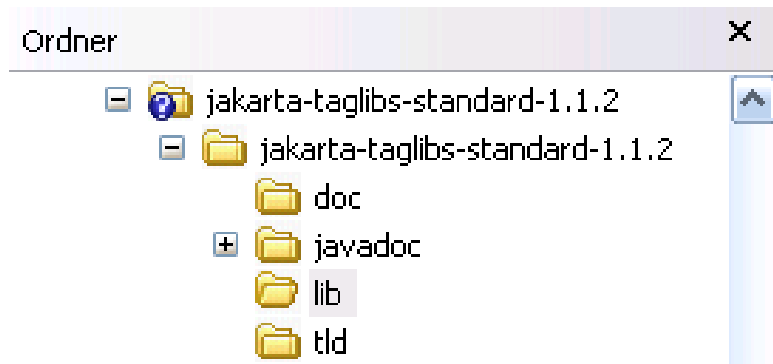 Ordner
jakarta-taglibs-standard-1.1.2
jakarta-taglibs-standard-1.1.2
doc
javadoc
lib
tld